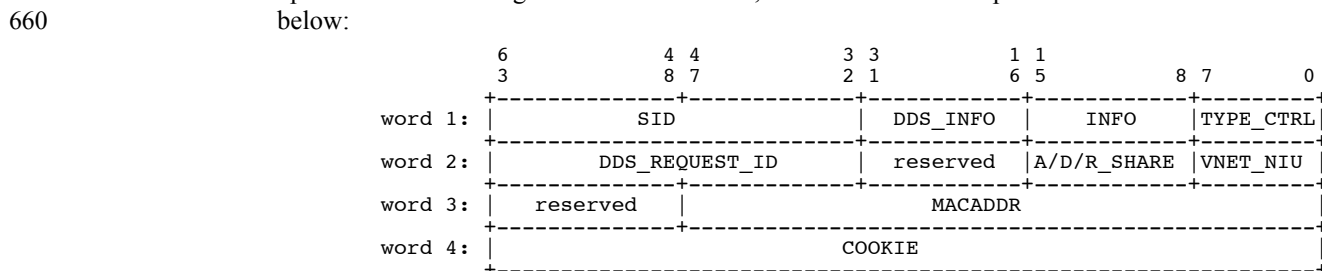 660 below:
6 4 4 3 3 1 1
3 8 7 2 1 6 5 8 7 0
+---------------+--------------+-------------+-------------+---------+
word 1: | SID | DDS_INFO | INFO |TYPE_CTRL|
+---------------+--------------+-------------+-------------+---------+
word 2: | DDS_REQUEST_ID | reserved |A/D/R_SHARE |VNET_NIU |
+---------------+--------------+-------------+-------------+---------+
word 3: | reserved | MACADDR |
+---------------+----------------------------------------------------+
word 4: | COOKIE |
+--------------------------------------------------------------------+